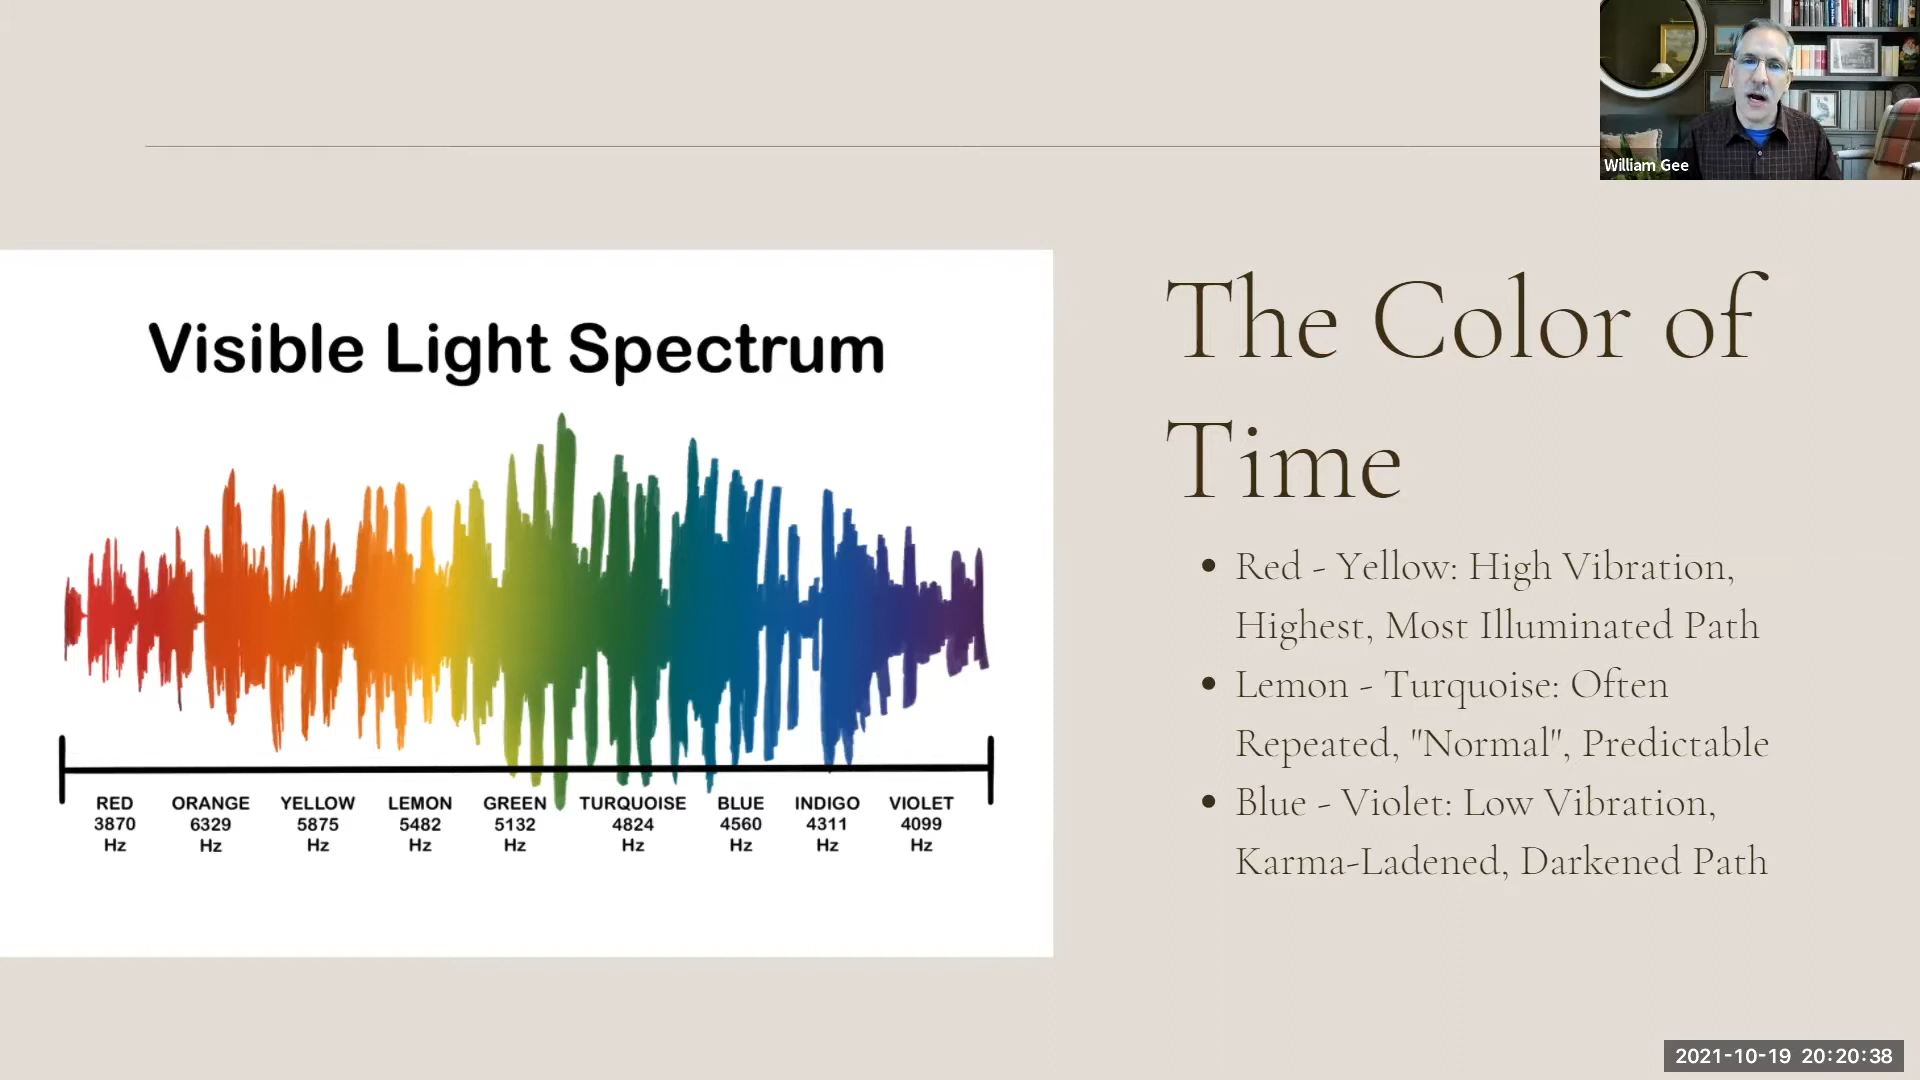 William Gee
Visible Light Spectrum
RED ORANGE YELLOW LEMON GREEN TURQUOISE BLUE INDIGO VIOLET
3870 6329 5875 5482 5132 4824 4560 4311 4099
Hz Hz Hz Hz Hz Hz Hz Hz Hz
The Color of
Time
• Red - Yellow: High Vibration,
Highest, Most Illuminated Path
• Lemon - Turquoise: Often
Repeated, "Normal", Predictable
• Blue - Violet: Low Vibration,
Karma-Ladened, Darkened Path
2021-10-19 20:20:38